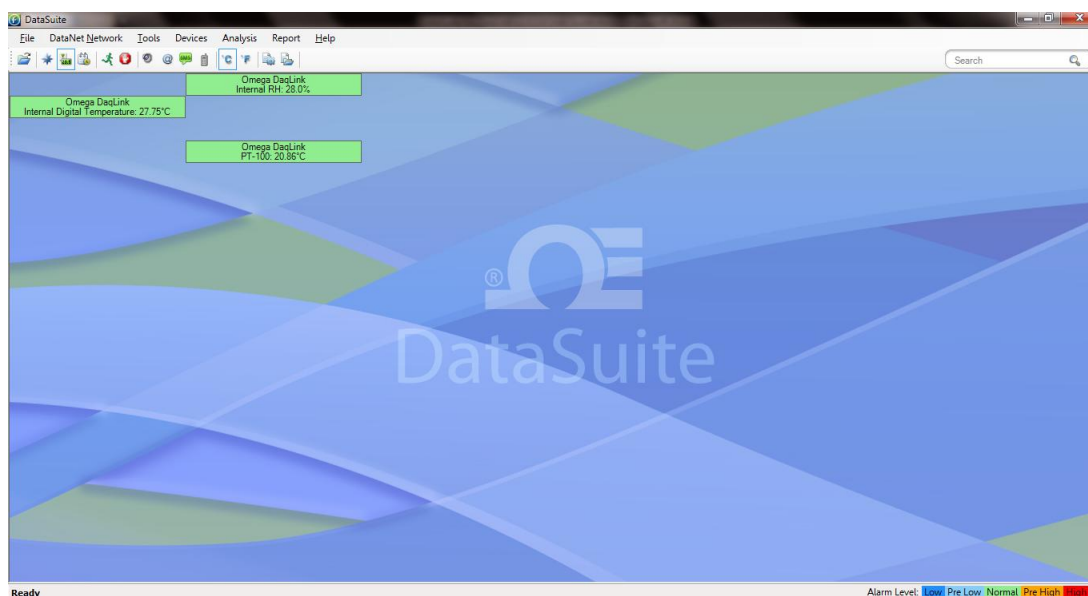 DataSuite
File DataNet Network Tools Devices Analysis Report Help
°C °F Search
Omega DaqLink
Internal RH: 28.0%
Omega DaqLink
Internal Digital Temperature: 27.75°C
Omega DaqLink
PT-100: 20.86°C
®
DataSuite
Ready Alarm Level: Low Pre Low Normal Pre High High